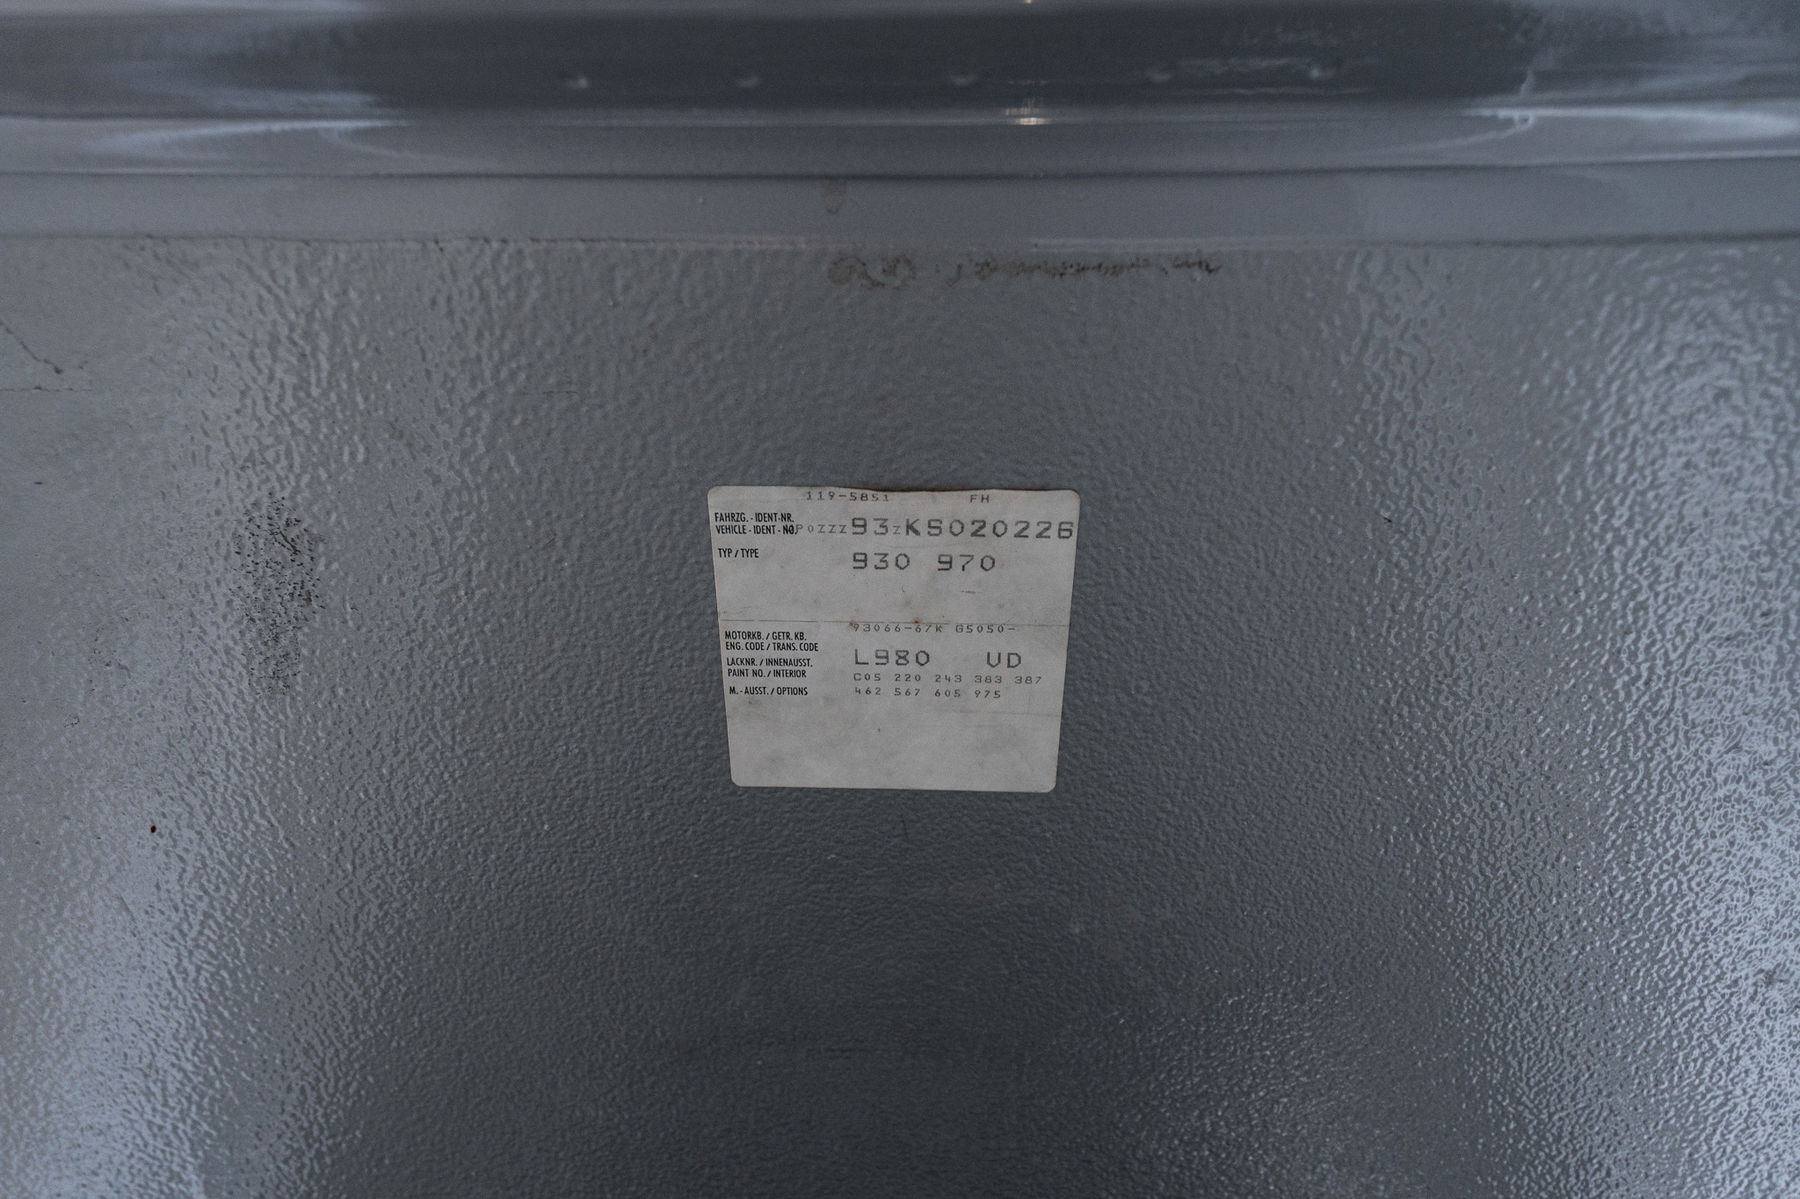 119-5851 FH
FAHRZG. - IDENT-NR.
VEHICLE - IDENT - NO. P0ZZZ93ZKS020226
TYP / TYPE 930 970
93066-67K G5050-
MOTORKB. / GETR. KB.
ENG. CODE / TRANS. CODE
L980 UD
LACKNR. / INNENAUSST.
PAINT NO. / INTERIOR
C05 220 243 383 387
M. - AUSST. / OPTIONS 462 567 605 975